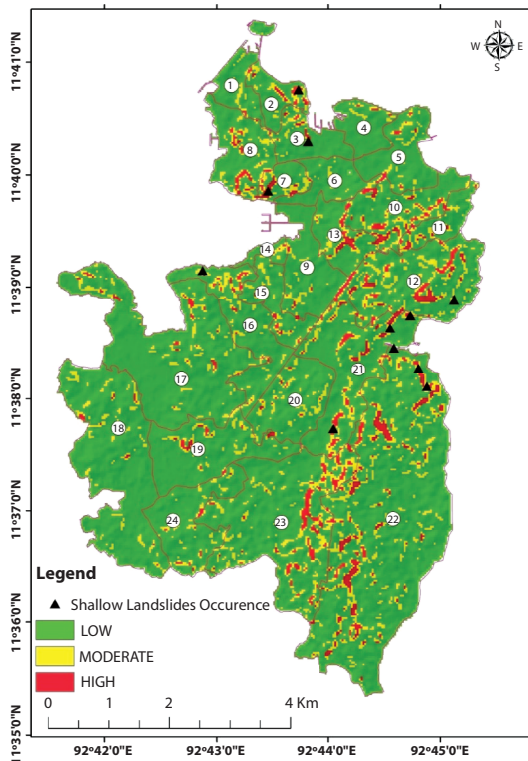 N
W E
S
11°41'0"N
11°40'0"N
11°39'0"N
11°38'0"N
11°37'0"N
11°36'0"N
11°35'0"N
1
2
3
4
5
8
7
6
10
11
13
14
9
12
15
16
21
17
20
18
19
24
23
22
Legend
Shallow Landslides Occurence
LOW
MODERATE
HIGH
0 1 2 4 Km
92°42'0"E 92°43'0"E 92°44'0"E 92°45'0"E